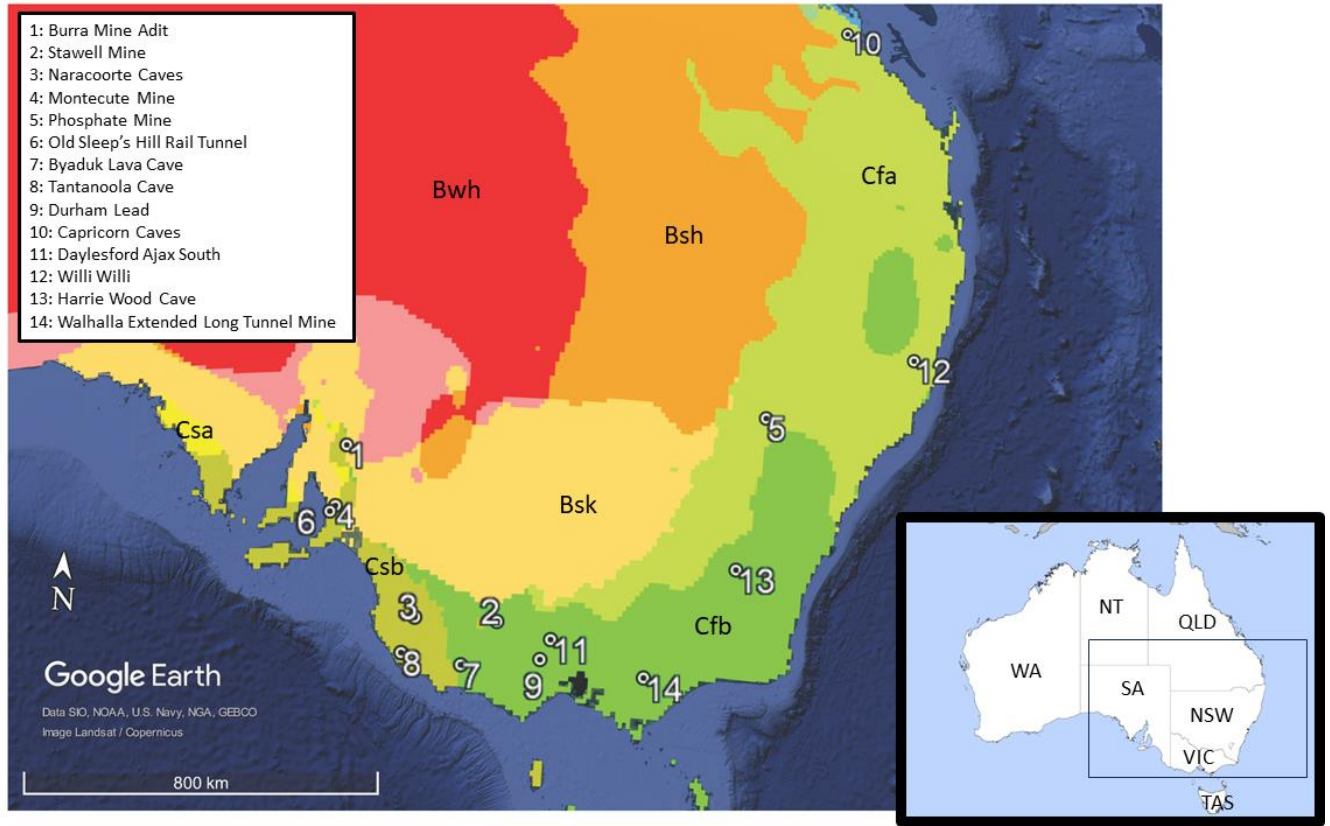 1: Burra Mine Adit
2: Stawell Mine
3: Naracoorte Caves
4: Montecute Mine
5: Phosphate Mine
6: Old Sleep's Hill Rail Tunnel
7: Byaduk Lava Cave
8: Tantanoola Cave
9: Durham Lead
10: Capricorn Caves
11: Daylesford Ajax South
12: Willi Willi
13: Harrie Wood Cave
14: Walhalla Extended Long Tunnel Mine
10
Cfa
Bwh
Bsh
12
Csa
5
1
Bsk
6
4
Csb
N
13
3
2
Cfb
11
8
7
9
14
Google Earth
Data SIO, NOAA, U.S. Navy, NGA, GEBCO
Image Landsat / Copernicus
800 km
NT
QLD
WA
SA
NSW
VIC
TAS